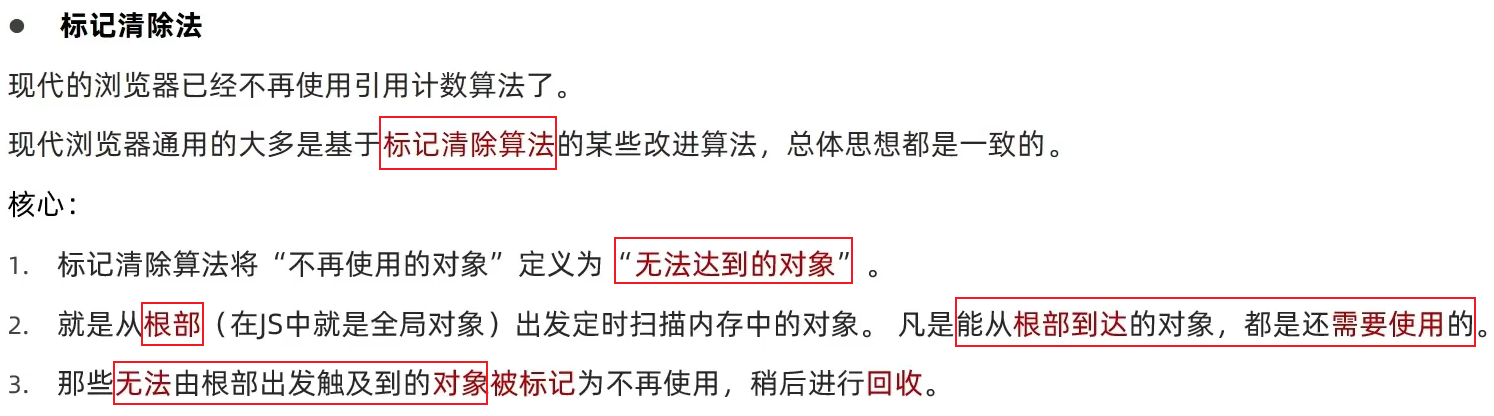 ● 标记清除法
现代的浏览器已经不再使用引用计数算法了。
现代浏览器通用的大多是基于标记清除算法的某些改进算法，总体思想都是一致的。
核心：
1. 标记清除算法将“不再使用的对象”定义为“无法达到的对象”。
2. 就是从根部（在JS中就是全局对象）出发定时扫描内存中的对象。 凡是能从根部到达的对象，都是还需要使用的。
3. 那些无法由根部出发触及到的对象被标记为不再使用，稍后进行回收。